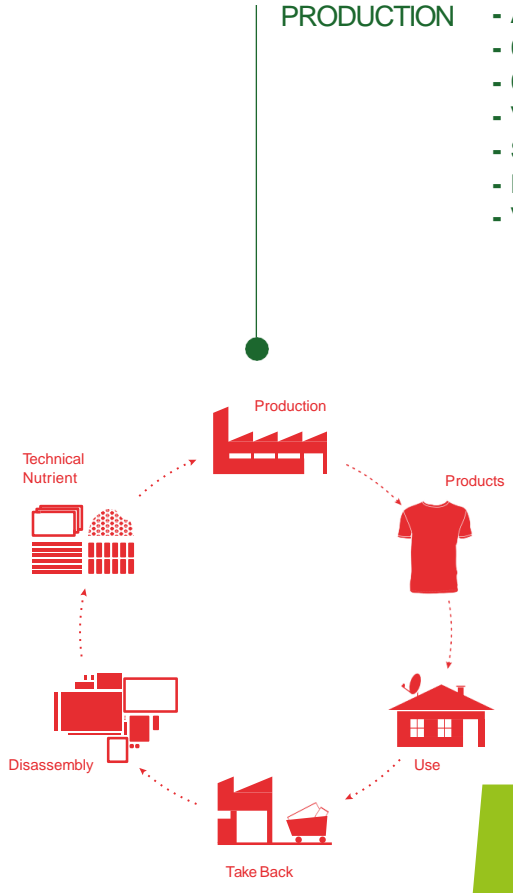 PRODUCTION
-
-
-
-
-
-
-
Production
Technical
Nutrient
Products
Disassembly
Use
Take Back